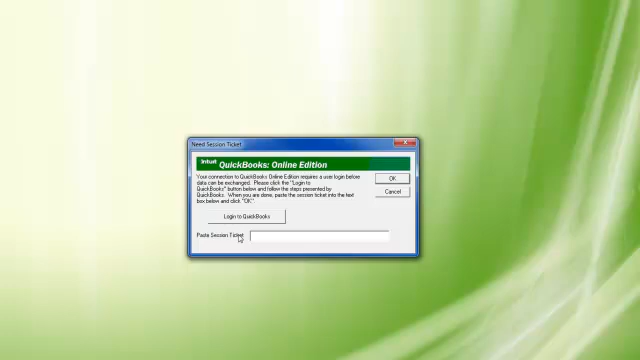 Need Session Ticket
intuit QuickBooks: Online Edition
Your connection to QuickBooks Online Edition requires a user login before
data can be exchanged. Please click the "Login to
QuickBooks" button below and follow the steps presented by
QuickBooks. When you are done, paste the session ticket into the text
box below and click "OK".
OK
Cancel
Login to QuickBooks
Paste Session Ticket